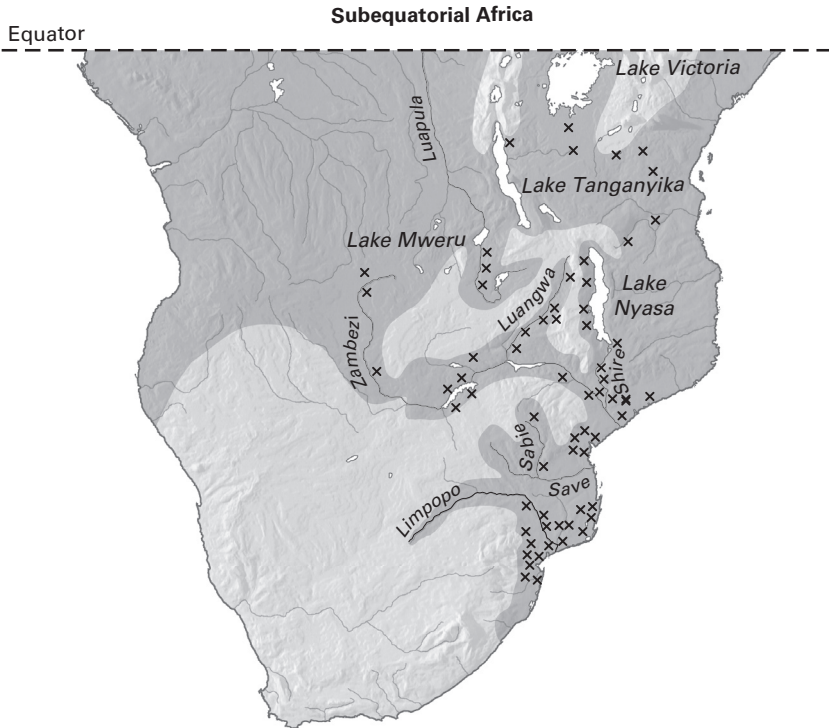 Subequatorial Africa
Equator
Lake Victoria
Luapula
Lake Tanganyika
Lake Mweru
Luangwa
Lake
Nyasa
Zambezi
Shire
Sabie
Save
Limpopo